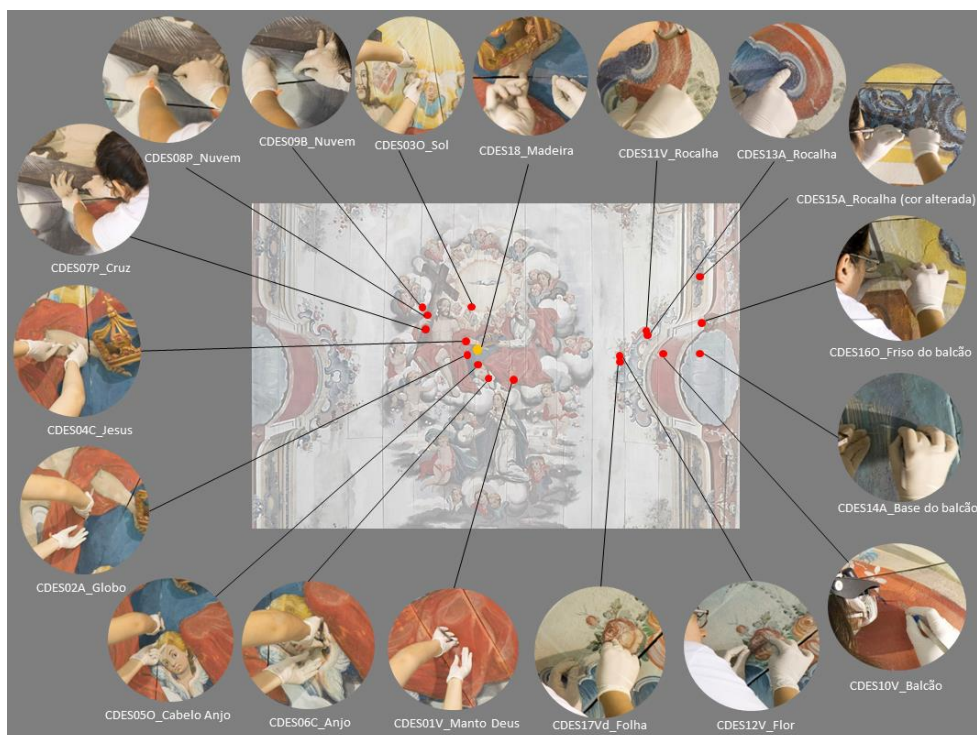 CDES08P_Nuvem
CDES09B_Nuvem
CDES03O_Sol
CDES18_Madeira
CDES11V_Rocalha
CDES13A_Rocalha
CDES15A_Rocalha (cor alterada)
CDES07P_Cruz
CDES16O_Friso do balcão
CDES04C_Jesus
CDES14A_Base do balcão
CDES02A_Globo
CDES10V_Balcão
CDES05O_Cabelo Anjo
CDES06C_Anjo
CDES01V_Manto Deus
CDES17Vd_Folha
CDES12V_Flor